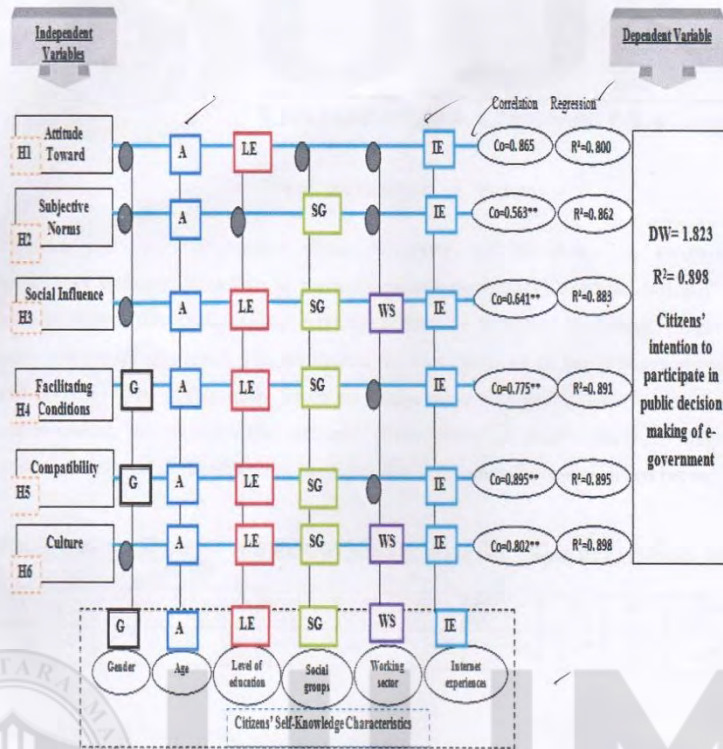 Independent
Variables
Dependent Variable
Correlation Regression
H1 Attitude
Toward
A LE IE Co=0.865 R²=0.800
H2 Subjective
Norms
A SG IE Co=0.563** R²=0.862
H3 Social Influence
A LE SG WS IE Co=0.641** R²=0.883
H4 Facilitating
Conditions
G A LE SG IE Co=0.775** R²=0.891
H5 Compatibility
G A LE SG IE Co=0.895** R²=0.895
H6 Culture
A LE SG WS IE Co=0.802** R²=0.898
DW= 1.823
R²= 0.898
Citizens'
intention to
participate in
public decision
making of e-
government
G A LE SG WS IE
Gender
Age
Level of
education
Social
groups
Working
sector
Internet
experiences
Citizens' Self-Knowledge Characteristics